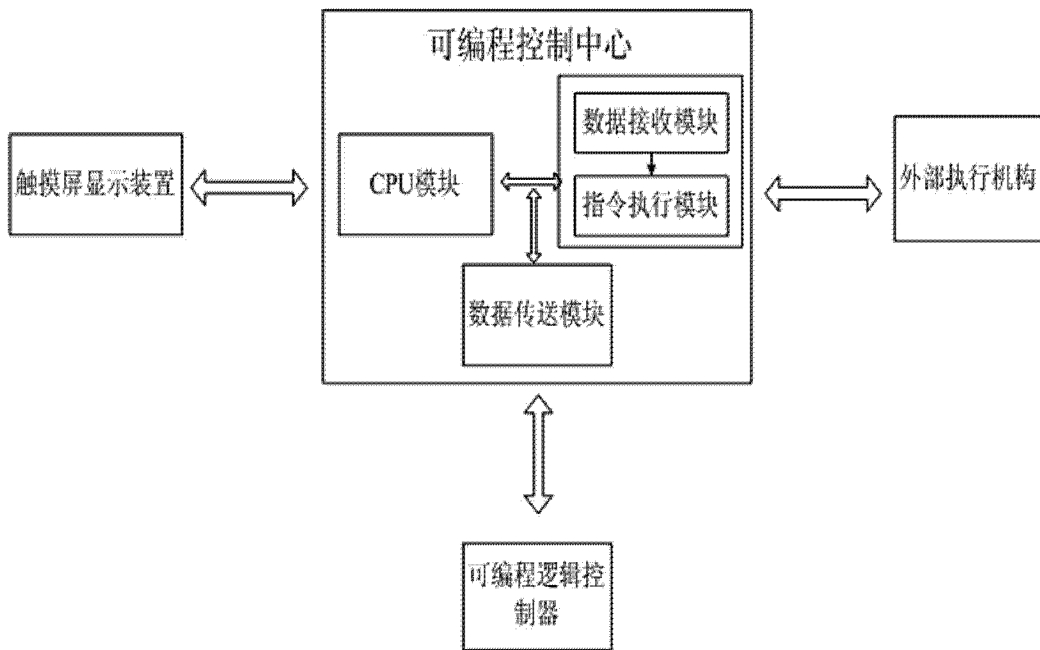 可编程控制中心
数据接收模块
触摸屏显示装置
CPU模块
指令执行模块
外部执行机构
数据传送模块
可编程逻辑控
制器